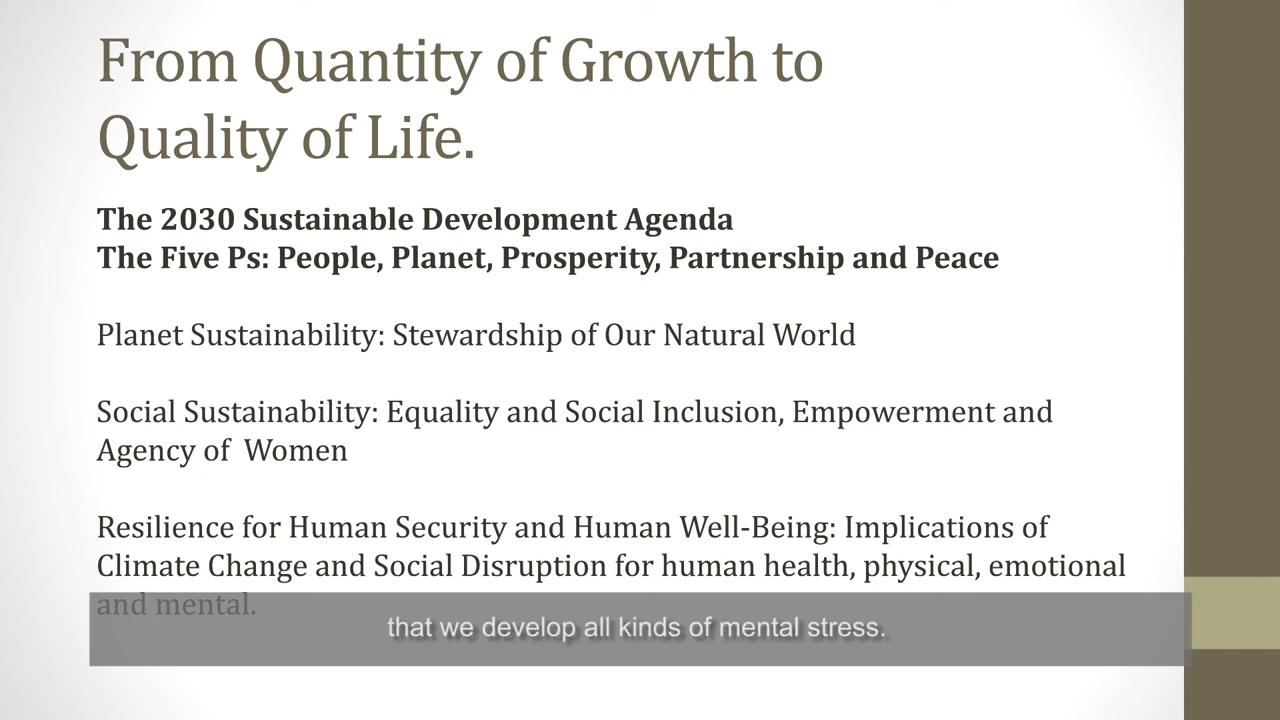 From Quantity of Growth to
Quality of Life.
The 2030 Sustainable Development Agenda
The Five Ps: People, Planet, Prosperity, Partnership and Peace
Planet Sustainability: Stewardship of Our Natural World
Social Sustainability: Equality and Social Inclusion, Empowerment and
Agency of  Women
Resilience for Human Security and Human Well-Being: Implications of
Climate Change and Social Disruption for human health, physical, emotional
and mental.
that we develop all kinds of mental stress.